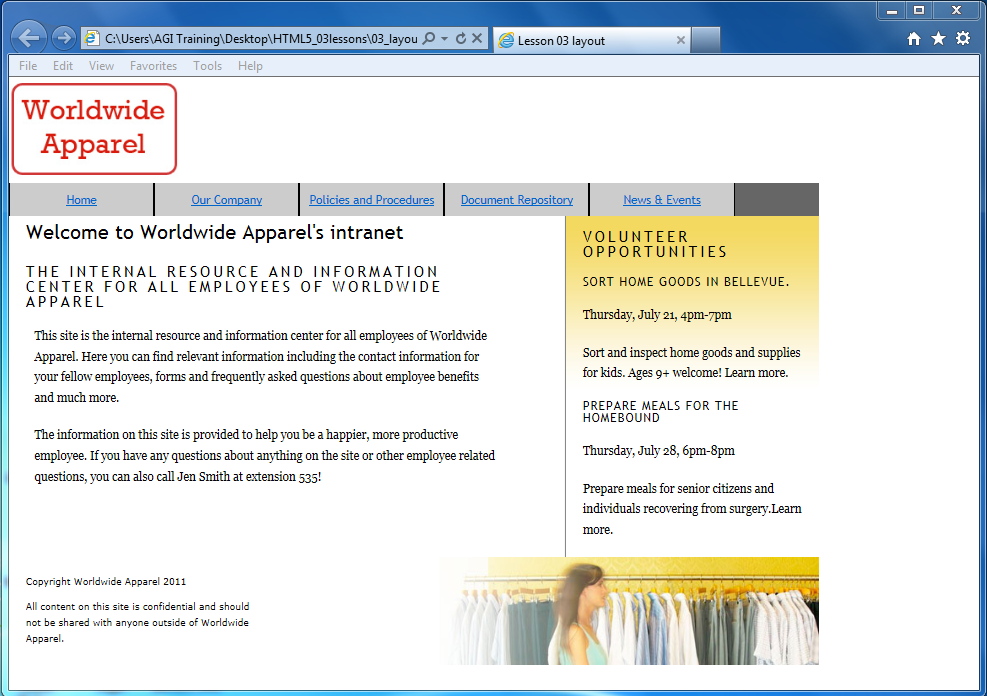 C:\Users\AGI Training\Desktop\HTML5_03lessons\03_layou
Lesson 03 layout
File Edit View Favorites Tools Help
Worldwide
Apparel
Home Our Company Policies and Procedures Document Repository News & Events
Welcome to Worldwide Apparel's intranet
THE INTERNAL RESOURCE AND INFORMATION
CENTER FOR ALL EMPLOYEES OF WORLDWIDE
APPAREL
This site is the internal resource and information center for all employees of Worldwide
Apparel. Here you can find relevant information including the contact information for
your fellow employees, forms and frequently asked questions about employee benefits
and much more.
The information on this site is provided to help you be a happier, more productive
employee. If you have any questions about anything on the site or other employee related
questions, you can also call Jen Smith at extension 535!
VOLUNTEER
OPPORTUNITIES
SORT HOME GOODS IN BELLEVUE.
Thursday, July 21, 4pm-7pm
Sort and inspect home goods and supplies
for kids. Ages 9+ welcome! Learn more.
PREPARE MEALS FOR THE
HOMEBOUND
Thursday, July 28, 6pm-8pm
Prepare meals for senior citizens and
individuals recovering from surgery.Learn
more.
Copyright Worldwide Apparel 2011
All content on this site is confidential and should
not be shared with anyone outside of Worldwide
Apparel.